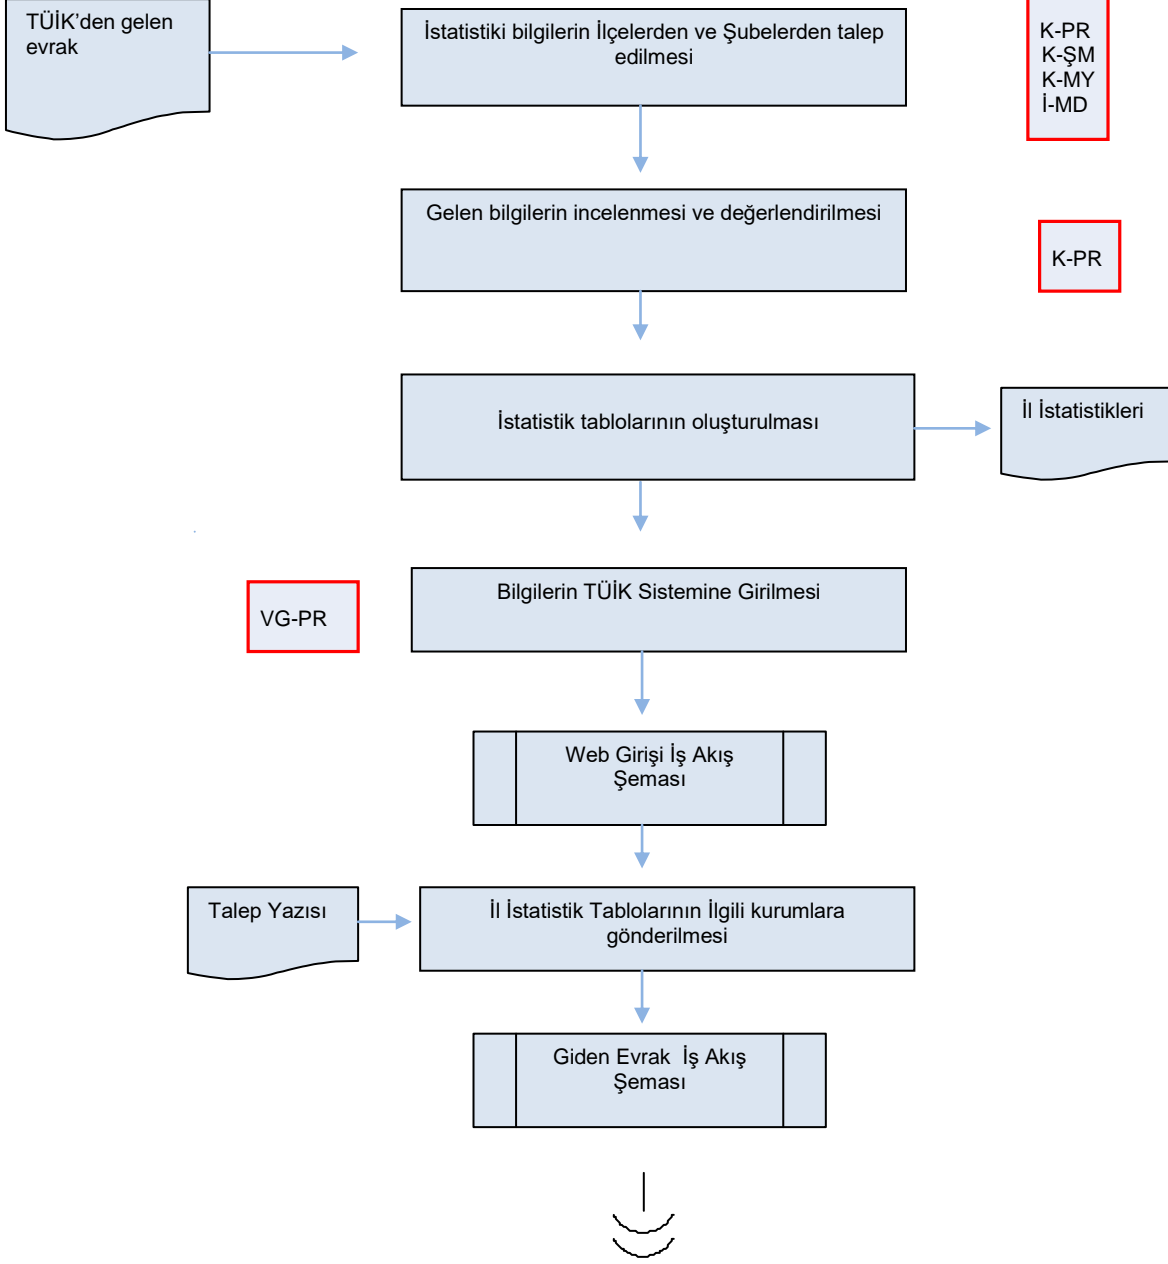 TÜİK’den gelen
evrak
İstatistiki bilgilerin İlçelerden ve Şubelerden talep
edilmesi
K-PR
K-ŞM
K-MY
İ-MD
Gelen bilgilerin incelenmesi ve değerlendirilmesi
K-PR
İstatistik tablolarının oluşturulması
İl İstatistikleri
VG-PR
Bilgilerin TÜİK Sistemine Girilmesi
Web Girişi İş Akış
Şeması
Talep Yazısı
İl İstatistik Tablolarının İlgili kurumlara
gönderilmesi
Giden Evrak  İş Akış
Şeması